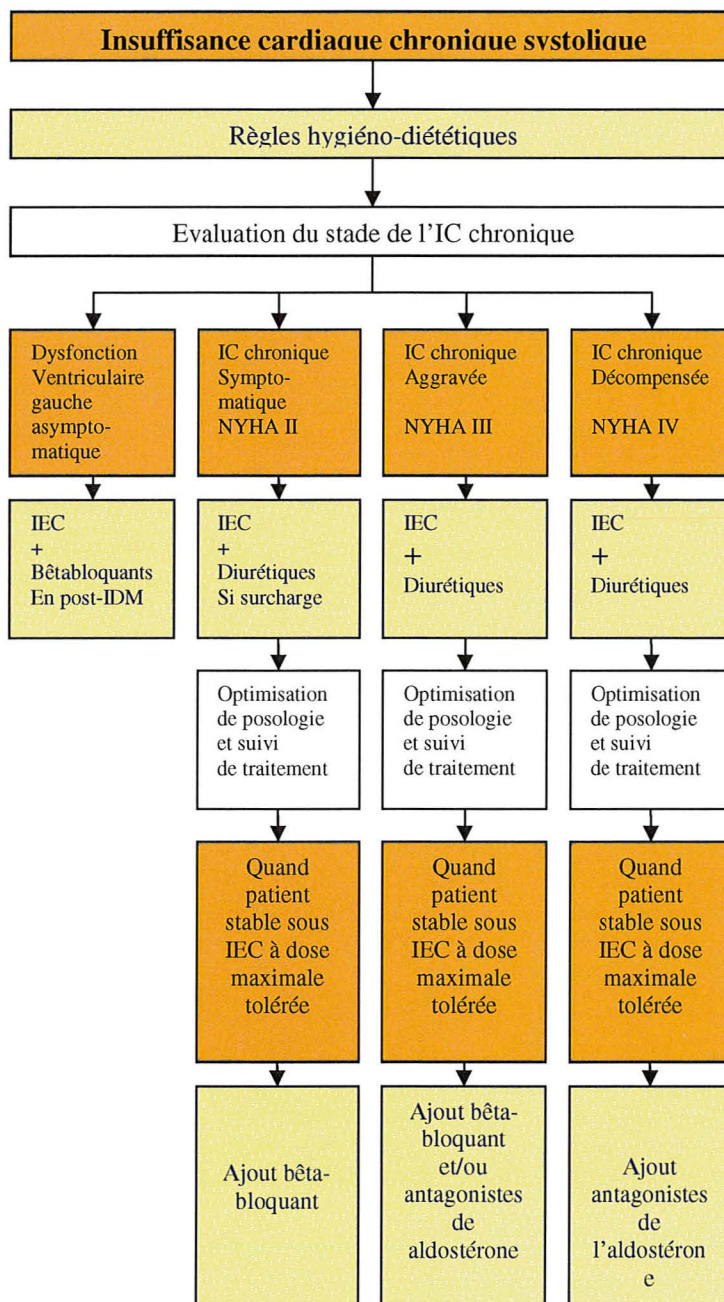 Insuffisance cardiaque chronique systolique
Règles hygiéno-diététiques
Evaluation du stade de l'IC chronique
Dysfonction
Ventriculaire
gauche
asympto-
matique
IC chronique
Sympto-
matique
NYHA II
IC chronique
Aggravée
NYHA III
IC chronique
Décompensée
NYHA IV
IEC
+
Bêtabloquants
En post-IDM
IEC
+
Diurétiques
Si surcharge
IEC
+
Diurétiques
IEC
+
Diurétiques
Optimisation
de posologie
et suivi
de traitement
Optimisation
de posologie
et suivi
de traitement
Optimisation
de posologie
et suivi
de traitement
Quand
patient
stable sous
IEC à dose
maximale
tolérée
Quand
patient
stable sous
IEC à dose
maximale
tolérée
Quand
patient
stable sous
IEC à dose
maximale
tolérée
Ajout bêta-
bloquant
Ajout bêta-
bloquant
et/ou
antagonistes
de
aldostérone
Ajout
antagonistes
de
l'aldostéron
e